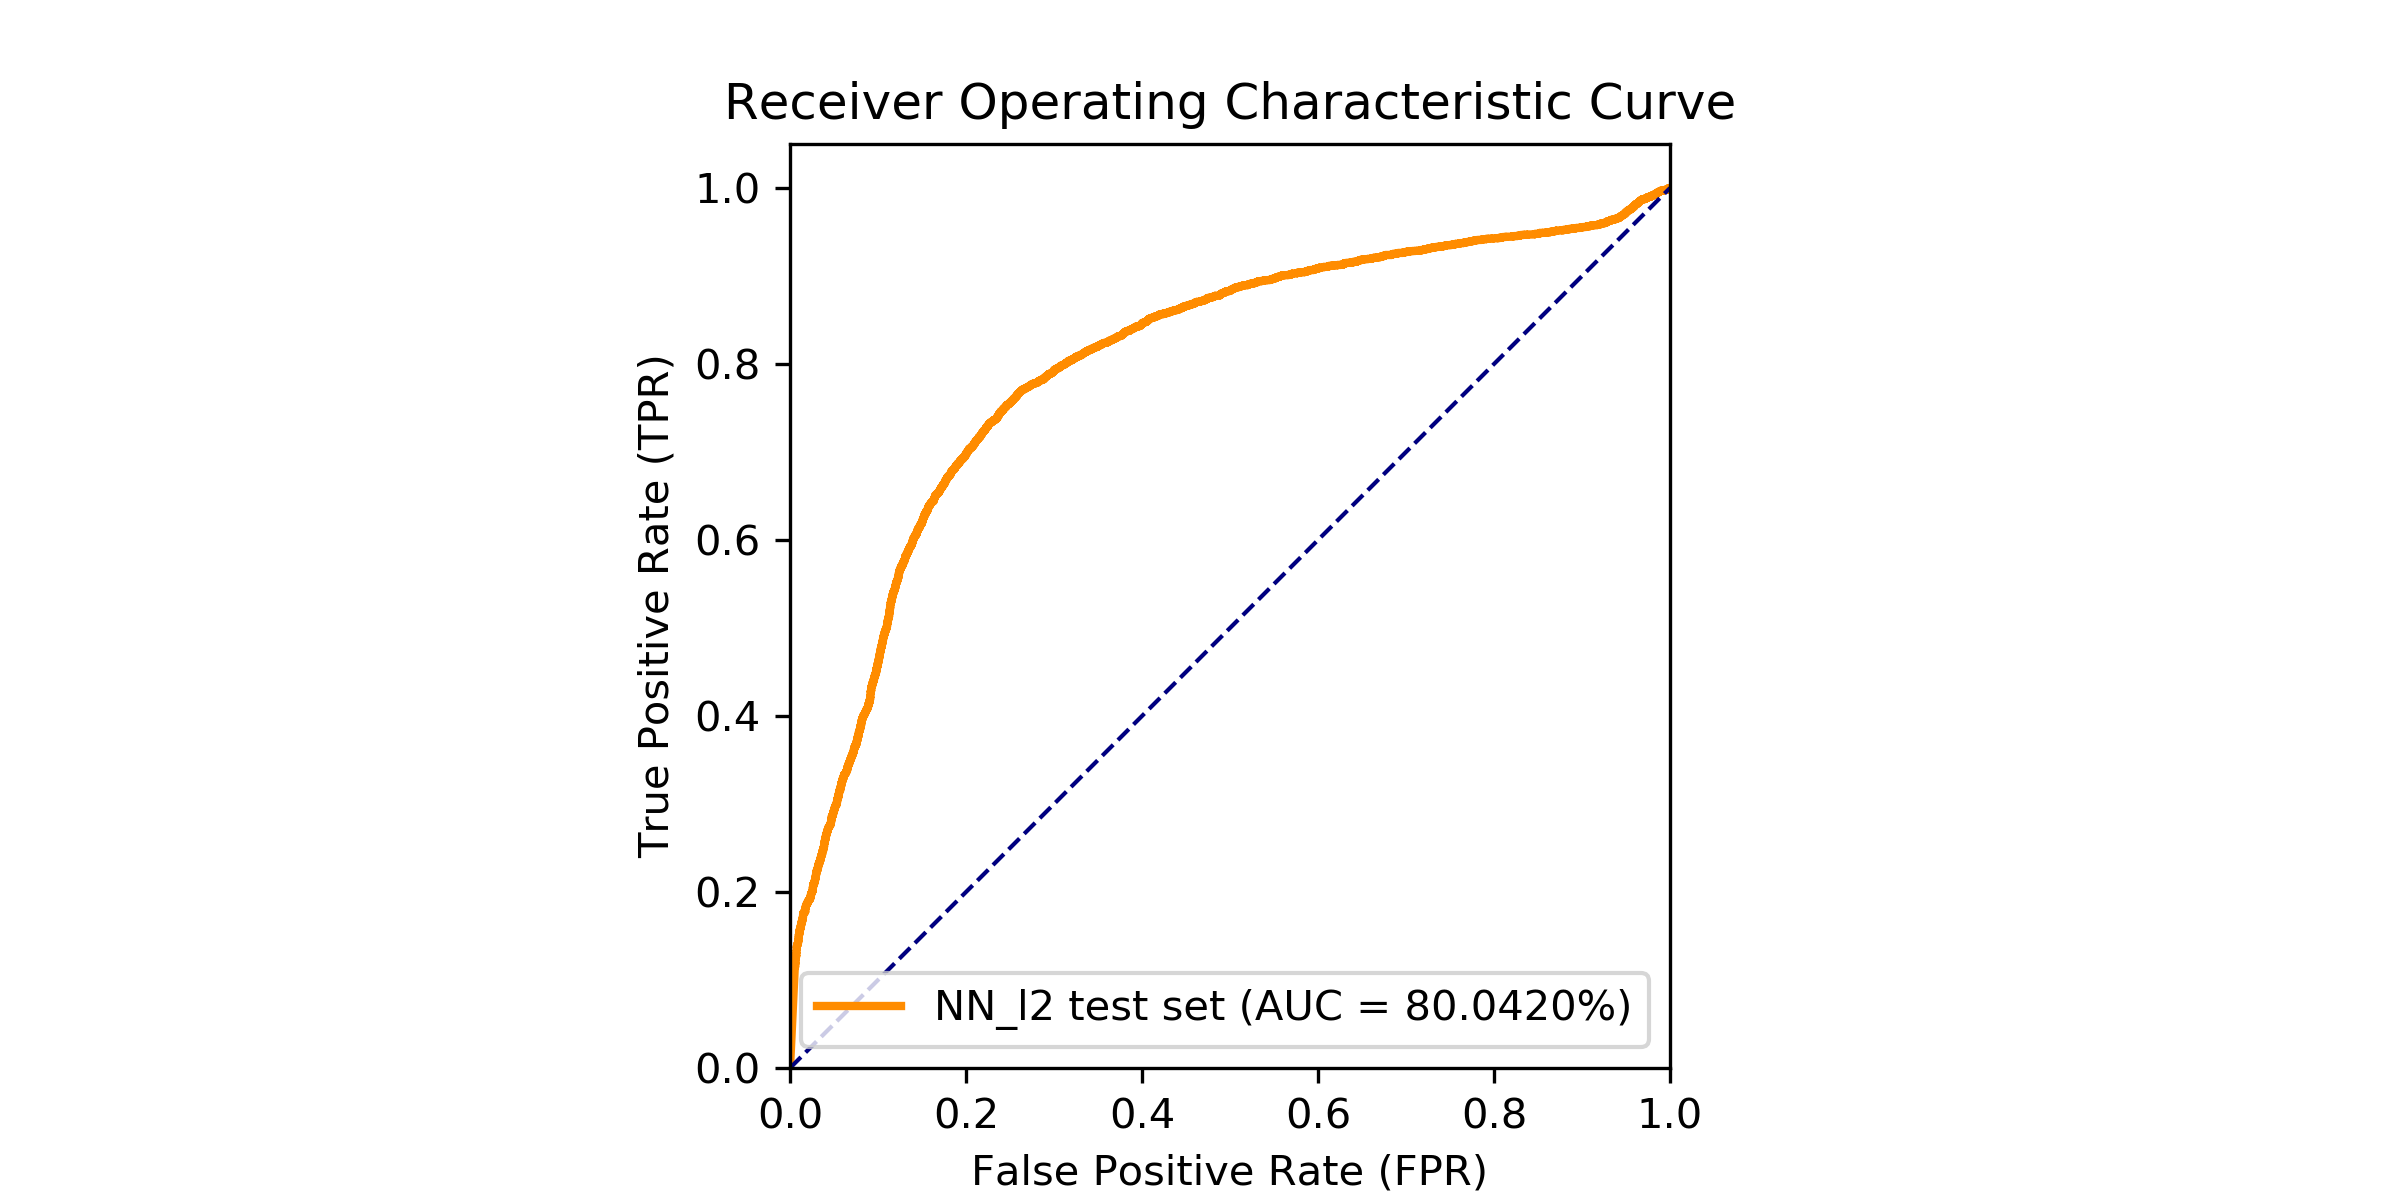 Receiver Operating Characteristic Curve
1.0
0.8
0.6
0.4
0.2
0.0
True Positive Rate (TPR)
NN_l2 test set (AUC = 80.0420%)
0.0 0.2 0.4 0.6 0.8 1.0
False Positive Rate (FPR)